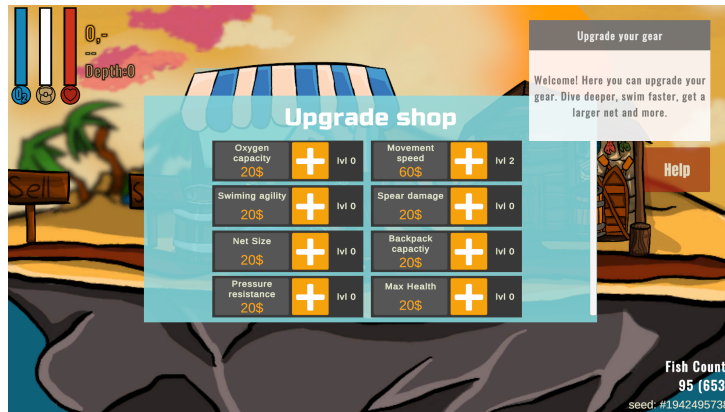 0,-
--
Depth:0
O2
Upgrade your gear
Welcome! Here you can upgrade your
gear. Dive deeper, swim faster, get a
larger net and more.
Upgrade shop
Oxygen
capacity
20$
lvl 0
Movement
speed
60$
lvl 2
Swiming agility
20$
lvl 0
Spear damage
20$
lvl 0
Net Size
20$
lvl 0
Backpack
capactiy
20$
lvl 0
Pressure
resistance
20$
lvl 0
Max Health
20$
lvl 0
Help
Sell
Fish Count
95 (653
seed: #194249573